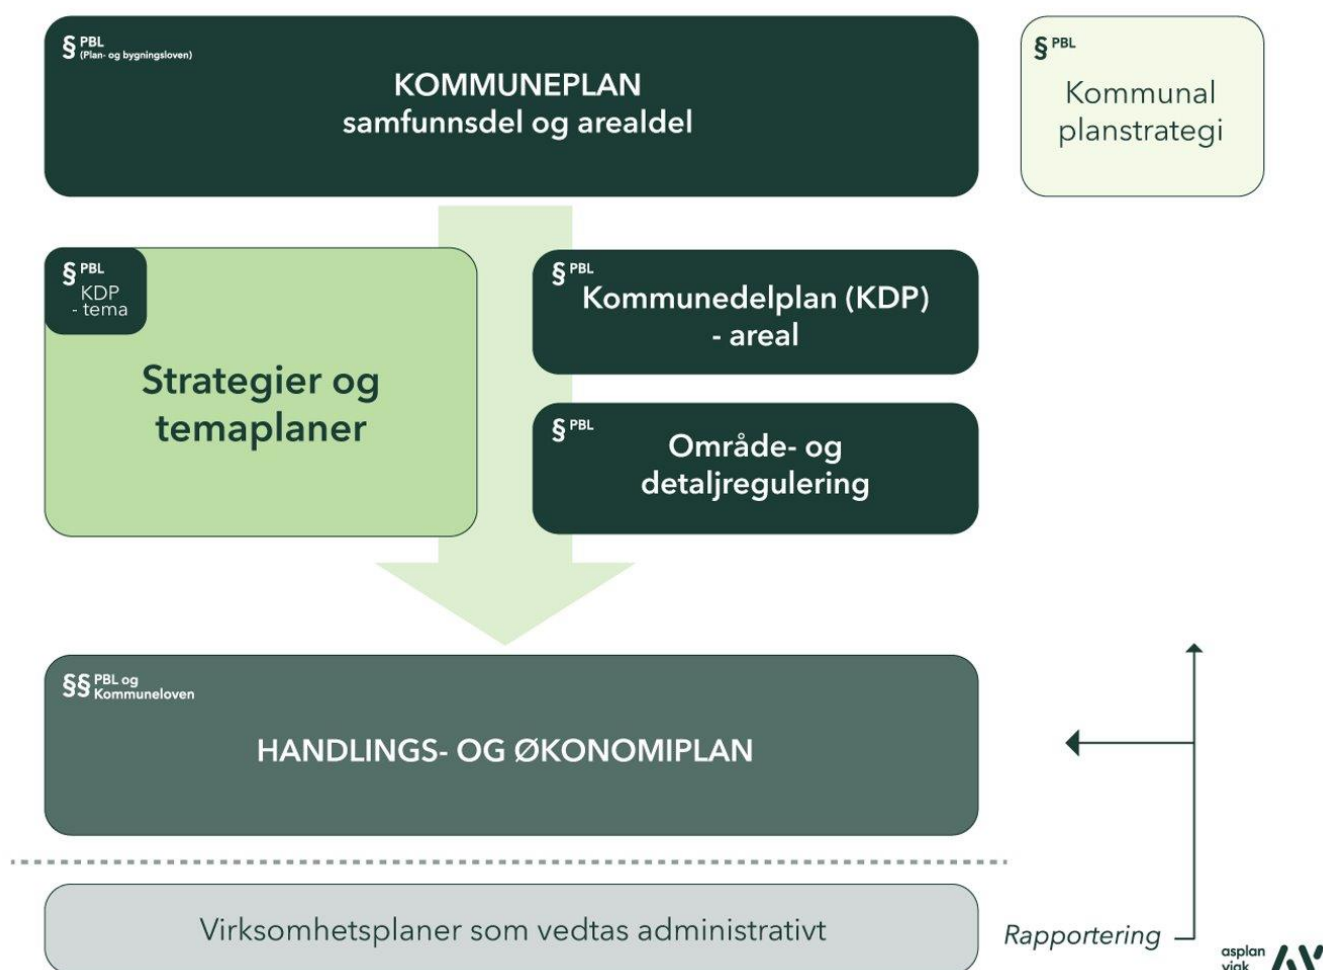 § PBL
(Plan- og bygningsloven)
KOMMUNEPLAN
samfunnsdel og arealdel
§ PBL
Kommunal
planstrategi
§ PBL
KDP
- tema
Strategier og
temaplaner
§ PBL
Kommunedelplan (KDP)
- areal
§ PBL
Område- og
detaljregulering
§§ PBL og
Kommuneloven
HANDLINGS- OG ØKONOMIPLAN
Virksomhetsplaner som vedtas administrativt
Rapportering
asplan
viak